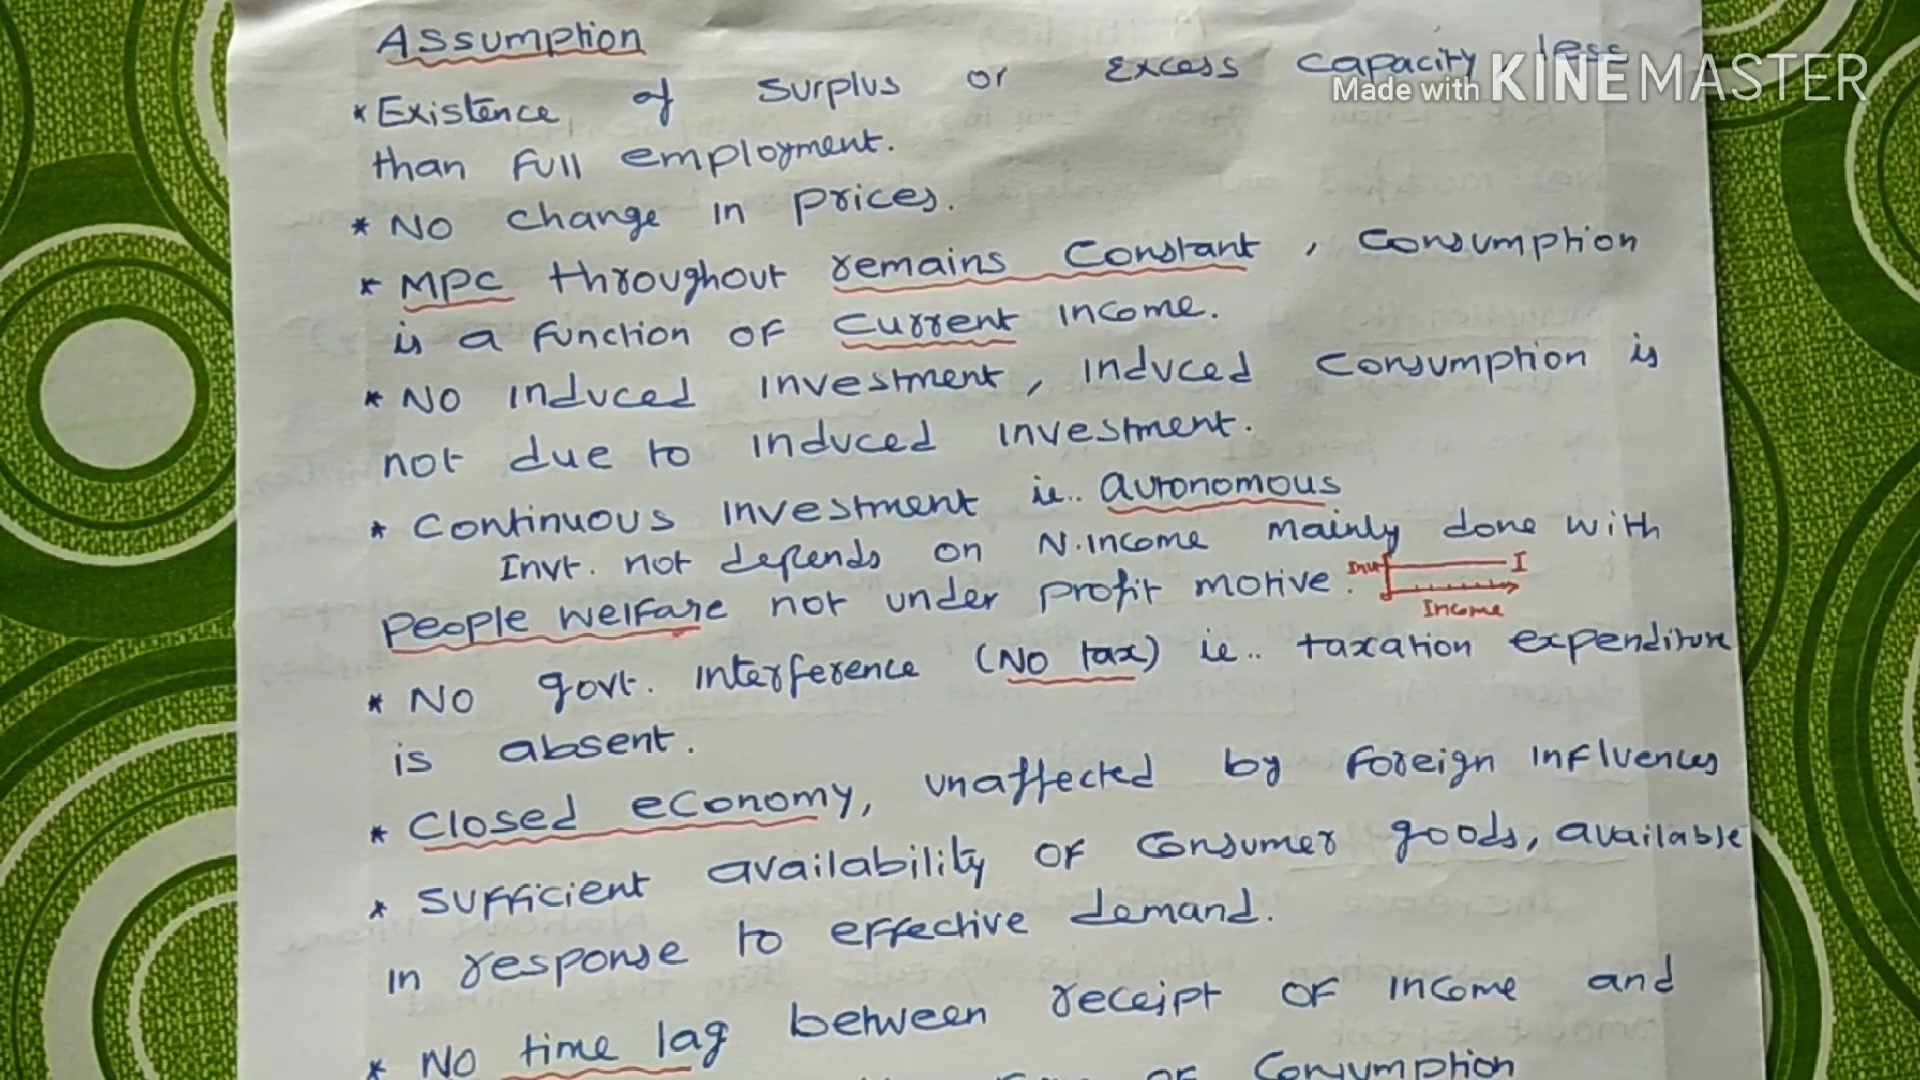 Assumption
* Existence of surplus or excess capacity, less
Made with KINEMASTER
than full employment.
* No change in prices.
* MPC throughout remains constant, consumption
is a function of current income.
* No induced investment, induced consumption is
not due to induced investment.
* continuous investment ie.. autonomous
Invt. not depends on N.income mainly done with
people welfare not under profit motive.
Invt I
Income
* No govt. interference (No tax) ie.. taxation expenditure
is absent.
* closed economy, unaffected by foreign influences
* sufficient availability of consumer goods, available
in response to effective demand.
* No time lag between receipt of income and
of consumption